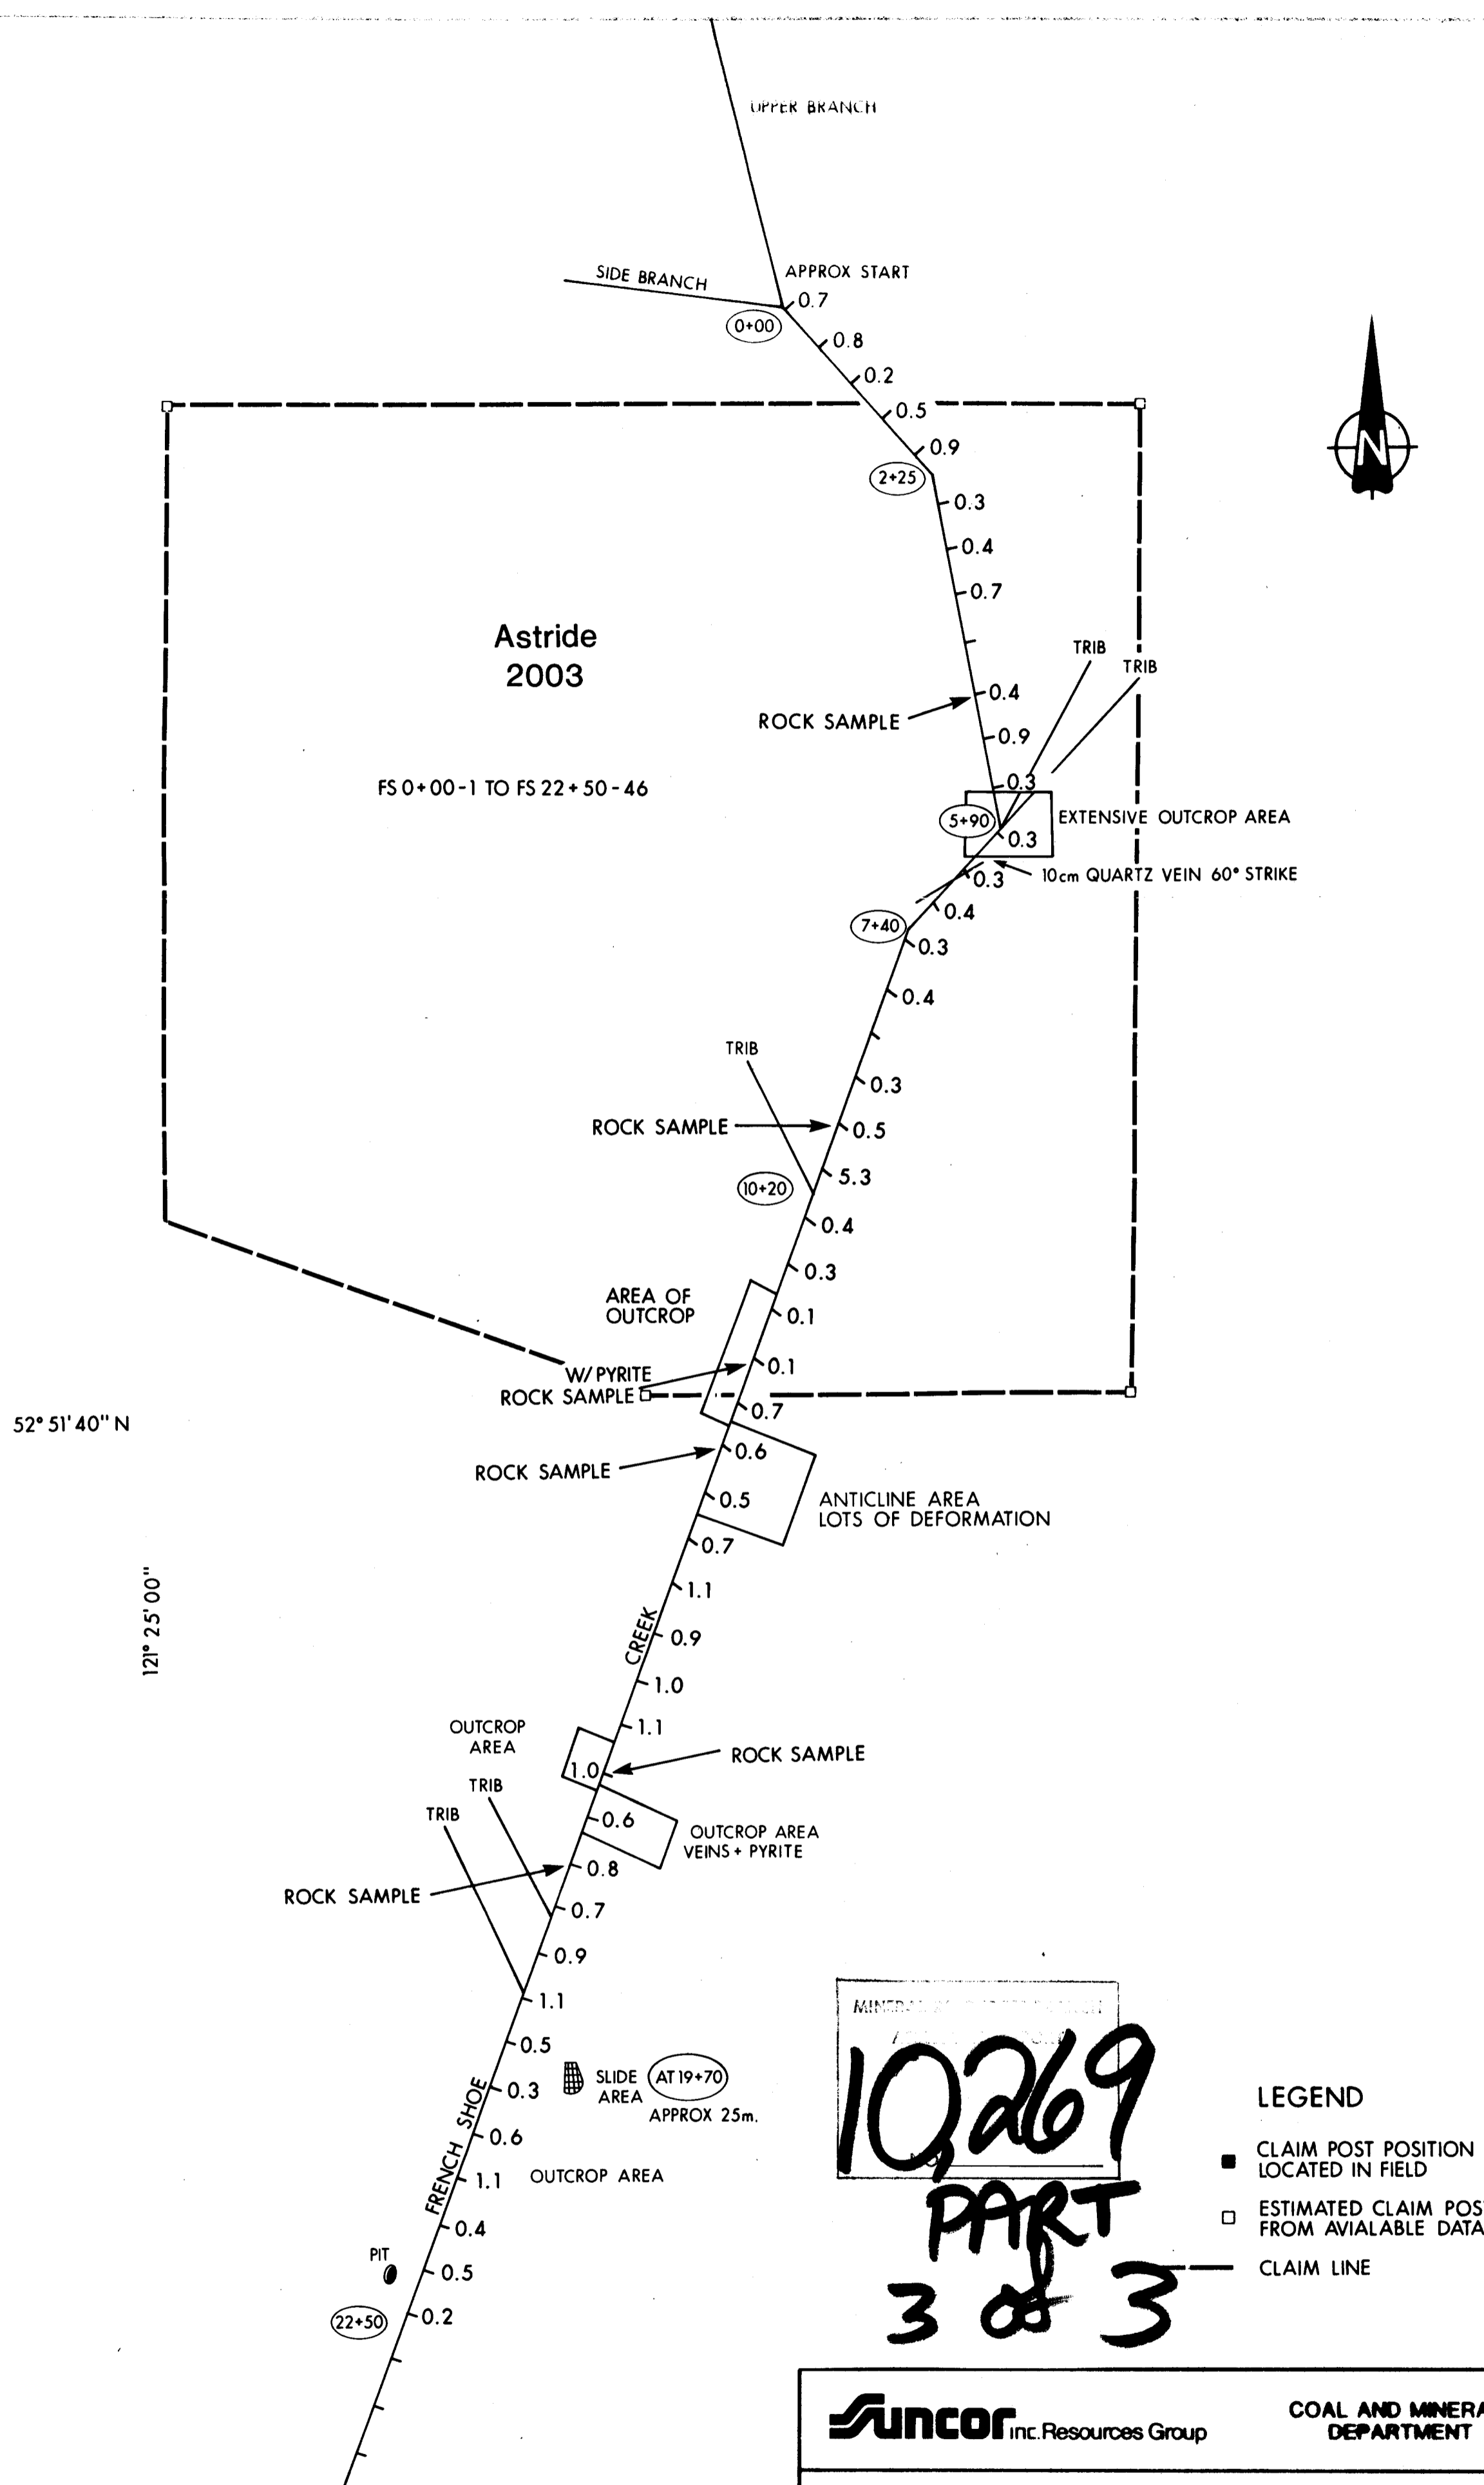 UPPER BRANCH
SIDE BRANCH
APPROX START
0.7
0+00
0.8
0.2
0.5
0.9
2+25
0.3
0.4
0.7
Astride
2003
TRIB
TRIB
0.4
ROCK SAMPLE
0.9
FS 0+00-1 TO FS 22+50-46
0.3
5+90
EXTENSIVE OUTCROP AREA
0.3
10cm QUARTZ VEIN 60° STRIKE
0.3
0.4
7+40
0.3
0.4
TRIB
0.3
ROCK SAMPLE
0.5
5.3
10+20
0.4
0.3
AREA OF
OUTCROP
0.1
0.1
W/ PYRITE
ROCK SAMPLE
0.7
52° 51' 40" N
0.6
ROCK SAMPLE
0.5
ANTICLINE AREA
LOTS OF DEFORMATION
0.7
1.1
121° 25' 00"
CREEK
0.9
1.0
1.1
OUTCROP
AREA
ROCK SAMPLE
1.0
TRIB
TRIB
0.6
OUTCROP AREA
VEINS + PYRITE
0.8
ROCK SAMPLE
0.7
0.9
1.1
0.5
SLIDE
AREA
AT 19+70
APPROX 25m.
0.3
FRENCH SHOE
0.6
1.1
OUTCROP AREA
0.4
PIT
0.5
22+50
0.2
N
10,269
NO
PART
3 of 3
LEGEND
CLAIM POST POSITION
LOCATED IN FIELD
ESTIMATED CLAIM POS
FROM AVIALABLE DATA
CLAIM LINE
Suncor inc. Resources Group
COAL AND MINERA
DEPARTMENT